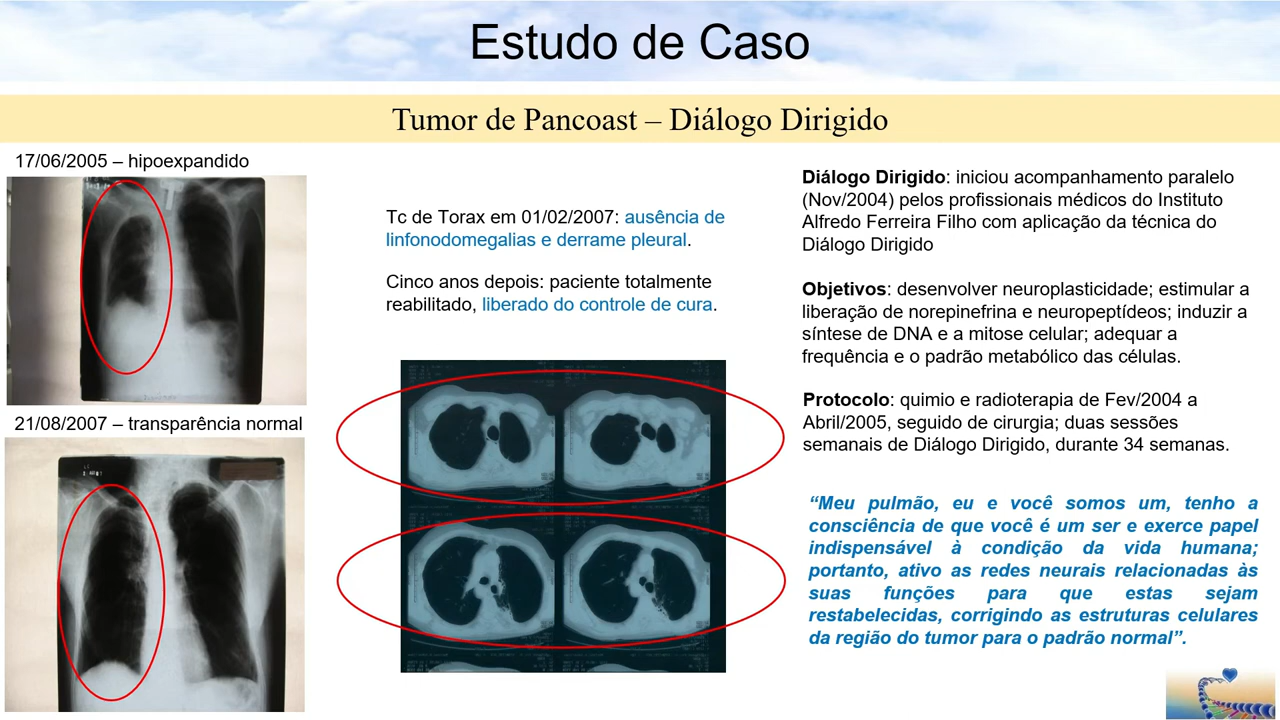 Estudo de Caso
Tumor de Pancoast – Diálogo Dirigido
17/06/2005 – hipoexpandido
21/08/2007 – transparência normal
Tc de Torax em 01/02/2007: ausência de
linfonodomegalias e derrame pleural.
Cinco anos depois: paciente totalmente
reabilitado, liberado do controle de cura.
Diálogo Dirigido: iniciou acompanhamento paralelo
(Nov/2004) pelos profissionais médicos do Instituto
Alfredo Ferreira Filho com aplicação da técnica do
Diálogo Dirigido
Objetivos: desenvolver neuroplasticidade; estimular a
liberação de norepinefrina e neuropeptídeos; induzir a
síntese de DNA e a mitose celular; adequar a
frequência e o padrão metabólico das células.
Protocolo: quimio e radioterapia de Fev/2004 a
Abril/2005, seguido de cirurgia; duas sessões
semanais de Diálogo Dirigido, durante 34 semanas.
“Meu pulmão, eu e você somos um, tenho a
consciência de que você é um ser e exerce papel
indispensável à condição da vida humana;
portanto, ativo as redes neurais relacionadas às
suas funções para que estas sejam
restabelecidas, corrigindo as estruturas celulares
da região do tumor para o padrão normal”.